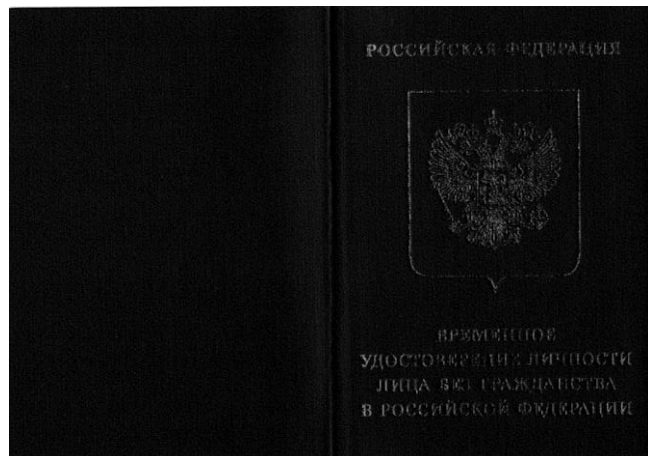 РОССИЙСКАЯ ФЕДЕРАЦИЯ
ВРЕМЕННОЕ
УДОСТОВЕРЕНИЕ ЛИЧНОСТИ
ЛИЦА БЕЗ ГРАЖДАНСТВА
В РОССИЙСКОЙ ФЕДЕРАЦИИ